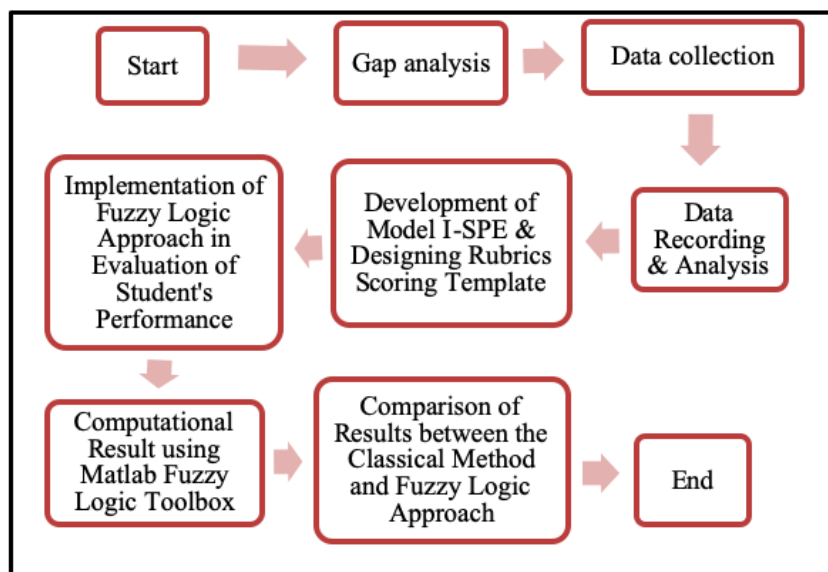 Start
Gap analysis
Data collection
Data
Recording
& Analysis
Development of
Model I-SPE &
Designing Rubrics
Scoring Template
Implementation of
Fuzzy Logic
Approach in
Evaluation of
Student's
Performance
Computational
Result using
Matlab Fuzzy
Logic Toolbox
Comparison of
Results between the
Classical Method
and Fuzzy Logic
Approach
End